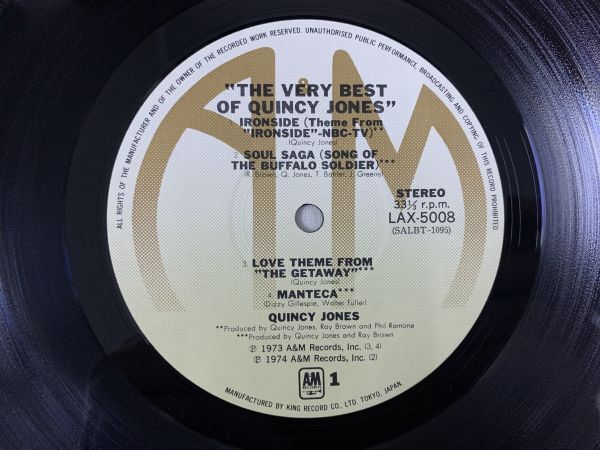 ALL RIGHTS OF THE MANUFACTURER AND OF THE OWNER OF THE RECORDED WORK RESERVED. UNAUTHORISED PUBLIC PERFORMANCE, BROADCASTING AND COPYING OF THIS RECORD PROHIBITED.
"THE VERY BEST
OF QUINCY JONES"
IRONSIDE (Theme From
"IRONSIDE"-NBC-TV)**
(Quincy Jones)
2. SOUL SAGA (SONG OF
THE BUFFALO SOLDIER)***
(R. Brown, Q. Jones, T. Bahler, J. Greene)
STEREO
33⅓ r.p.m.
LAX-5008
(SALBT-1095)
3. LOVE THEME FROM
"THE GETAWAY"***
(Quincy Jones)
4. MANTECA***
(Dizzy Gillespie, Walter Fuller)
QUINCY JONES
**Produced by Quincy Jones, Ray Brown and Phil Ramone
***Produced by Quincy Jones and Ray Brown
℗ 1973 A&M Records, Inc. (3, 4)
℗ 1974 A&M Records, Inc. (2)
A&M
RECORDS
1
MANUFACTURED BY KING RECORD CO., LTD. TOKYO, JAPAN.
A&M